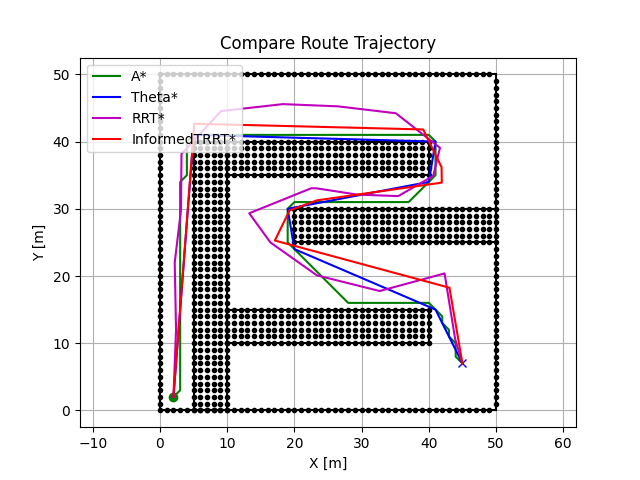 Compare Route Trajectory
A*
Theta*
RRT*
InformedTRRT*
50
40
30
20
10
0
Y [m]
-10 0 10 20 30 40 50 60
X [m]